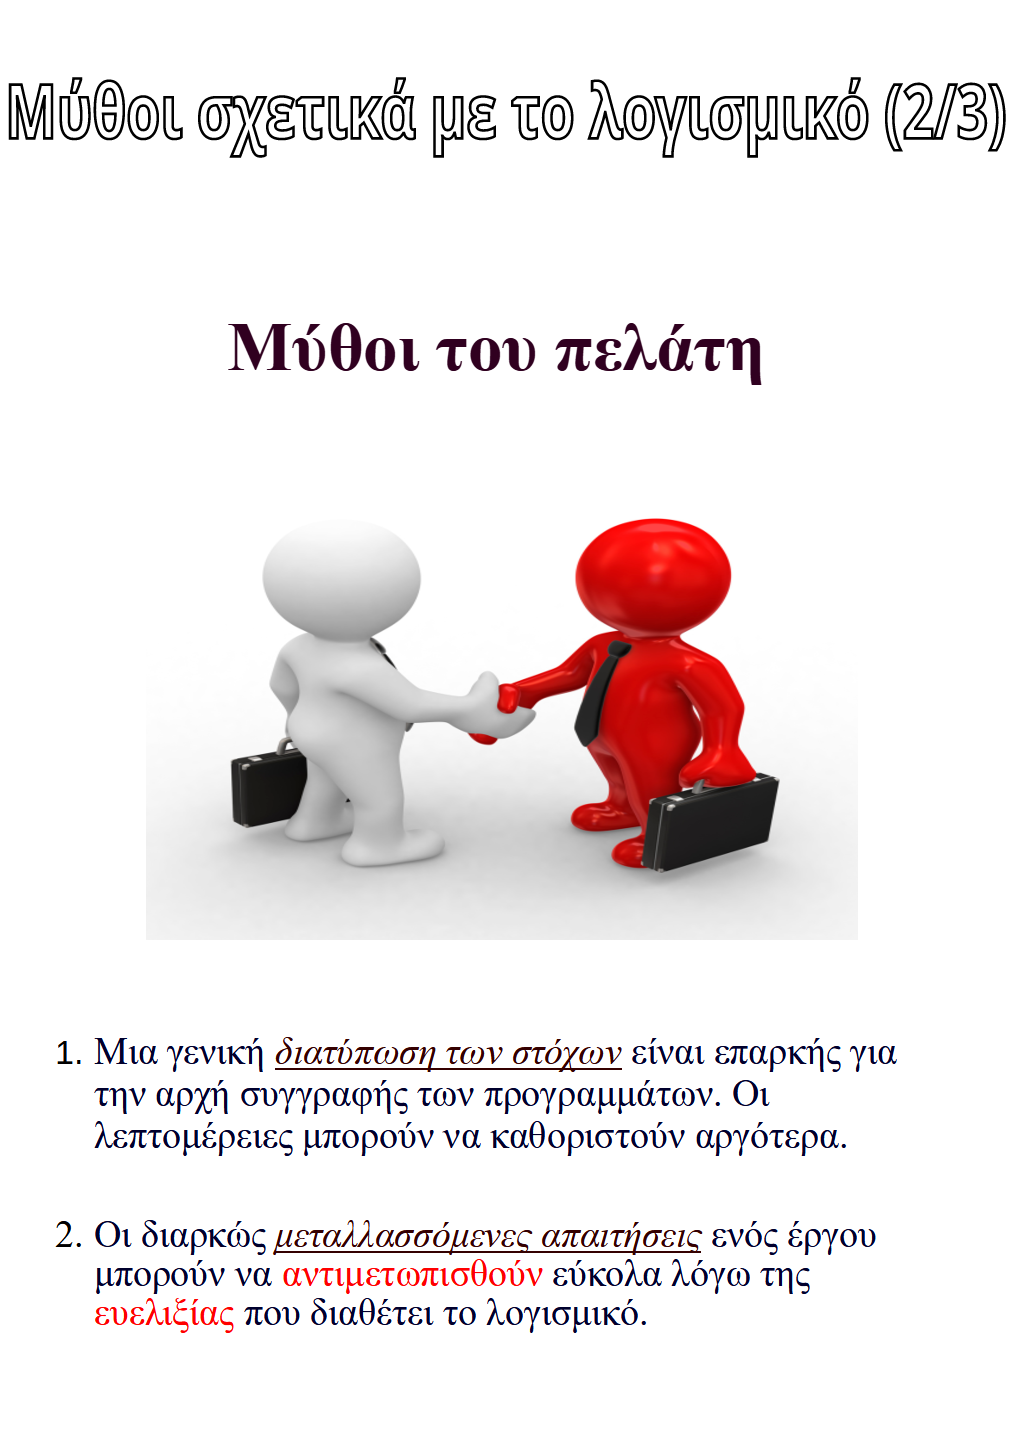 Μύθοι σχετικά με το λογισμικό (2/3)
Μύθοι του πελάτη
1. Μια γενική διατύπωση των στόχων είναι επαρκής για
την αρχή συγγραφής των προγραμμάτων. Οι
λεπτομέρειες μπορούν να καθοριστούν αργότερα.
2. Οι διαρκώς μεταλλασσόμενες απαιτήσεις ενός έργου
μπορούν να αντιμετωπισθούν εύκολα λόγω της
ευελιξίας που διαθέτει το λογισμικό.